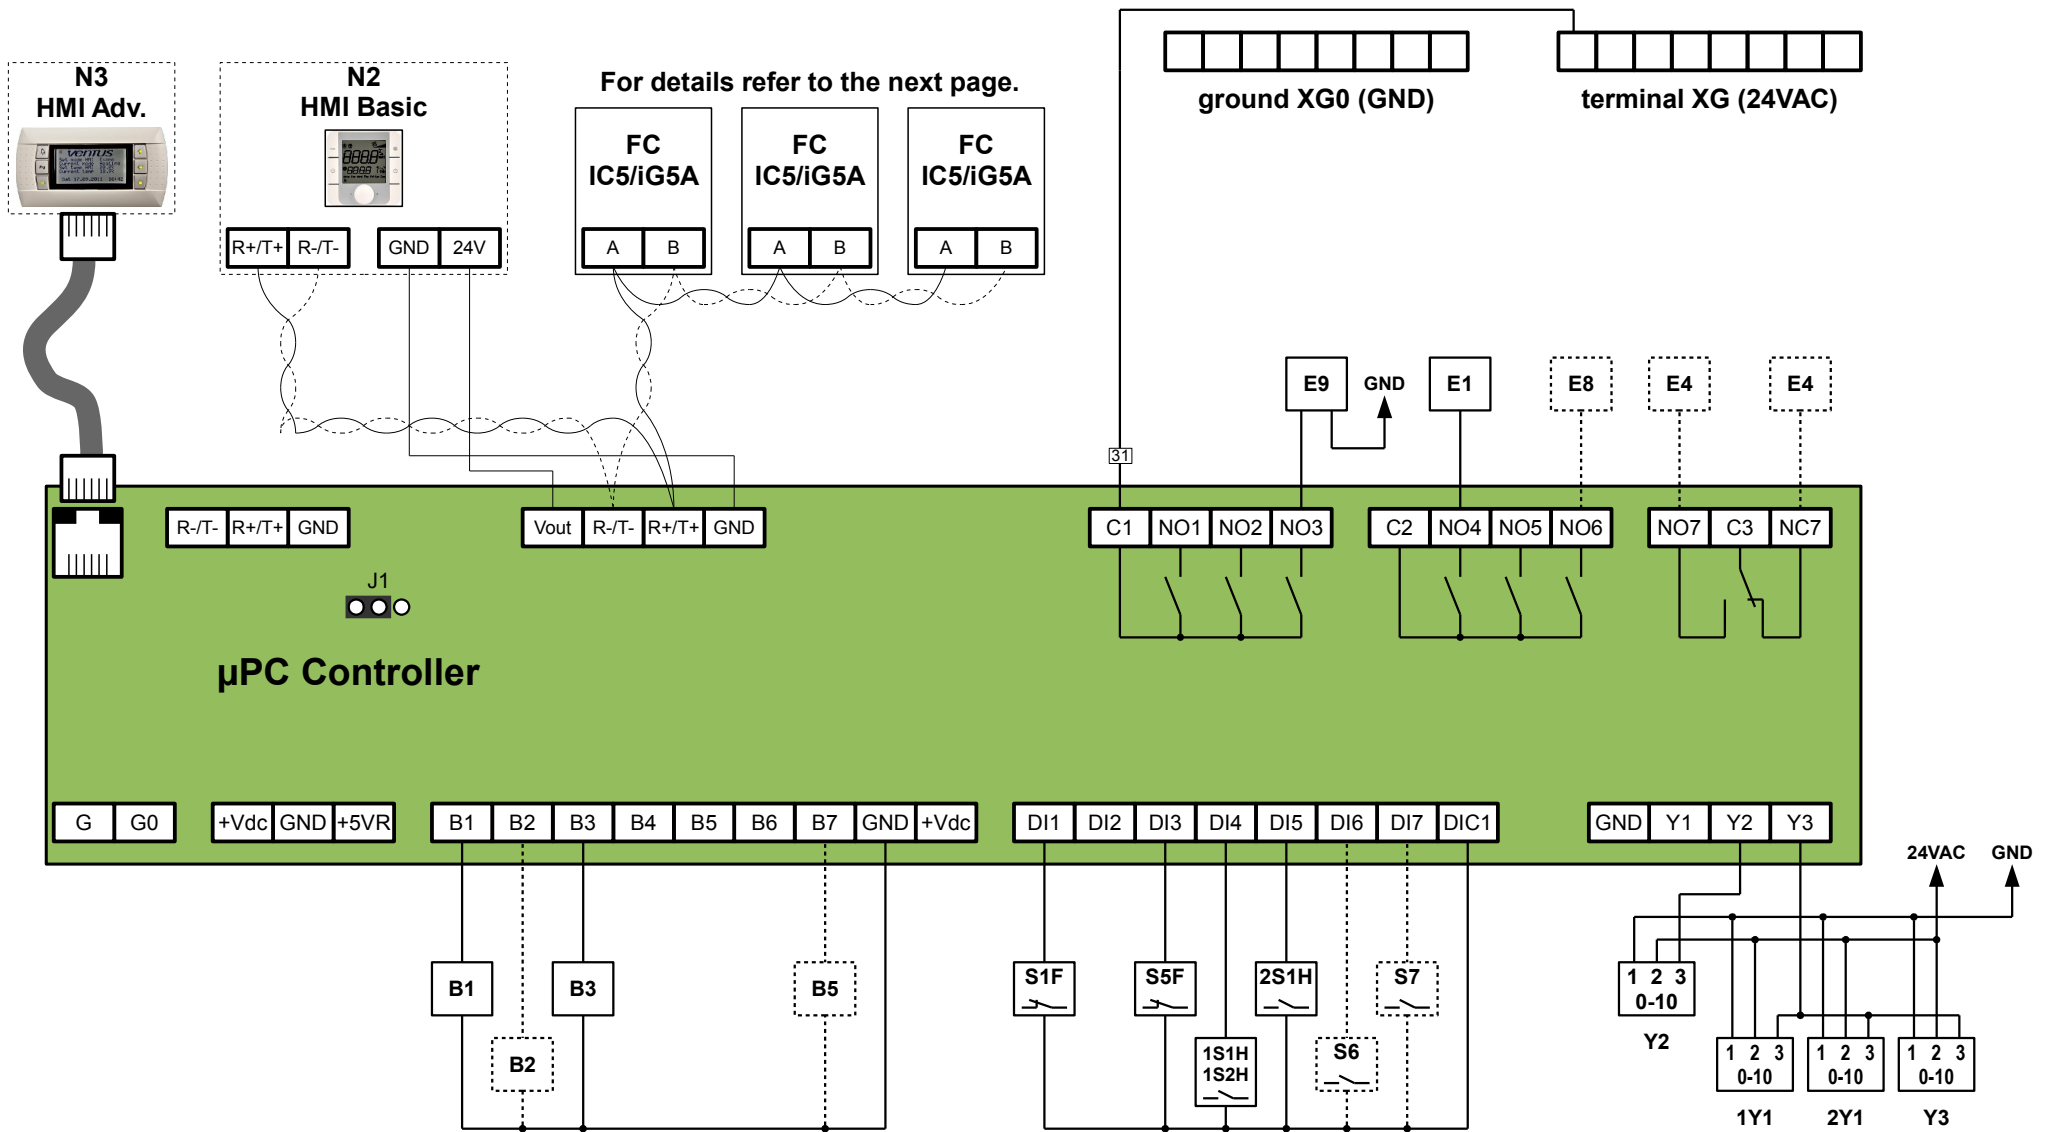 N3
HMI Adv.
ventus
N2
HMI Basic
R+/T+ R-/T- GND 24V
For details refer to the next page.
FC
IC5/iG5A
A B
FC
IC5/iG5A
A B
FC
IC5/iG5A
A B
ground XG0 (GND)
terminal XG (24VAC)
E9 GND E1 E8 E4 E4
31
R-/T- R+/T+ GND
Vout R-/T- R+/T+ GND
C1 NO1 NO2 NO3
C2 NO4 NO5 NO6
NO7 C3 NC7
J1
µPC Controller
G G0
+Vdc GND +5VR
B1 B2 B3 B4 B5 B6 B7 GND +Vdc
DI1 DI2 DI3 DI4 DI5 DI6 DI7 DIC1
GND Y1 Y2 Y3
24VAC GND
B1
B3
B5
B2
S1F
S5F
2S1H
S7
1S1H
1S2H
S6
1 2 3
0-10
Y2
1 2 3
0-10
1Y1
1 2 3
0-10
2Y1
1 2 3
0-10
Y3